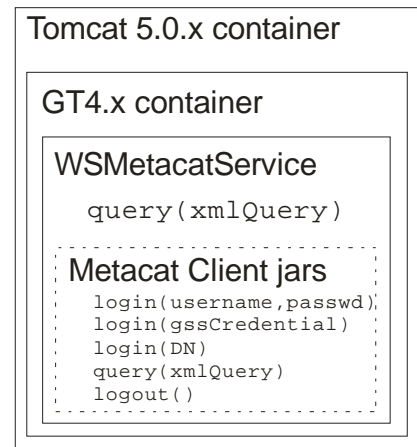 Tomcat 5.0.x container
GT4.x container
WSMetacatService
query(xmlQuery)
Metacat Client jars
login(username,passwd)
login(gssCredential)
login(DN)
query(xmlQuery)
logout()